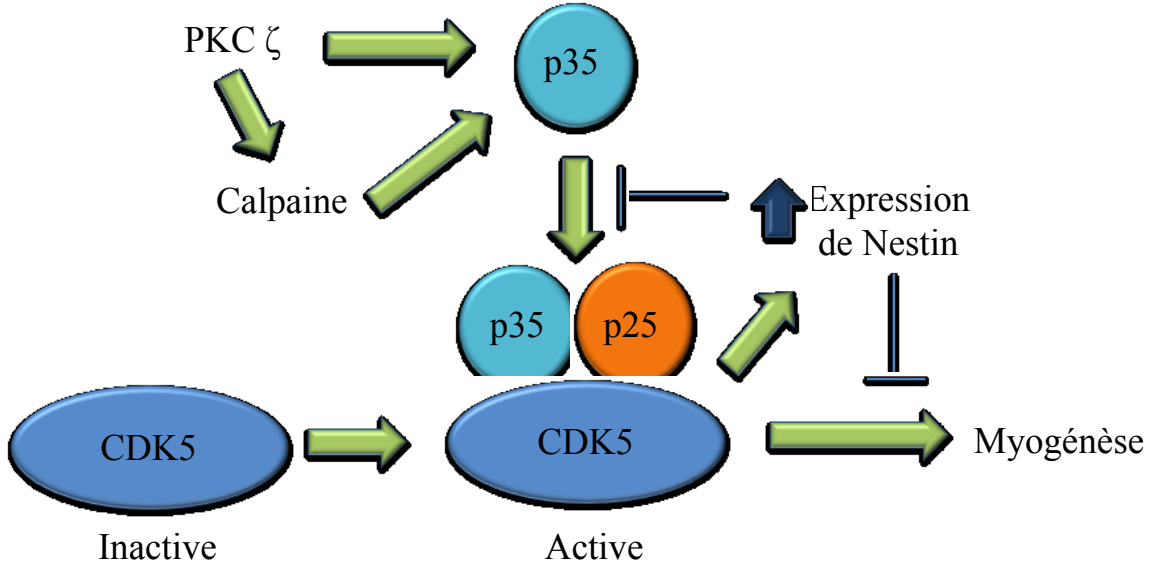 PKC ζ
p35
Calpaine
Expression
de Nestin
p35
p25
CDK5
CDK5
Myogénèse
Inactive
Active